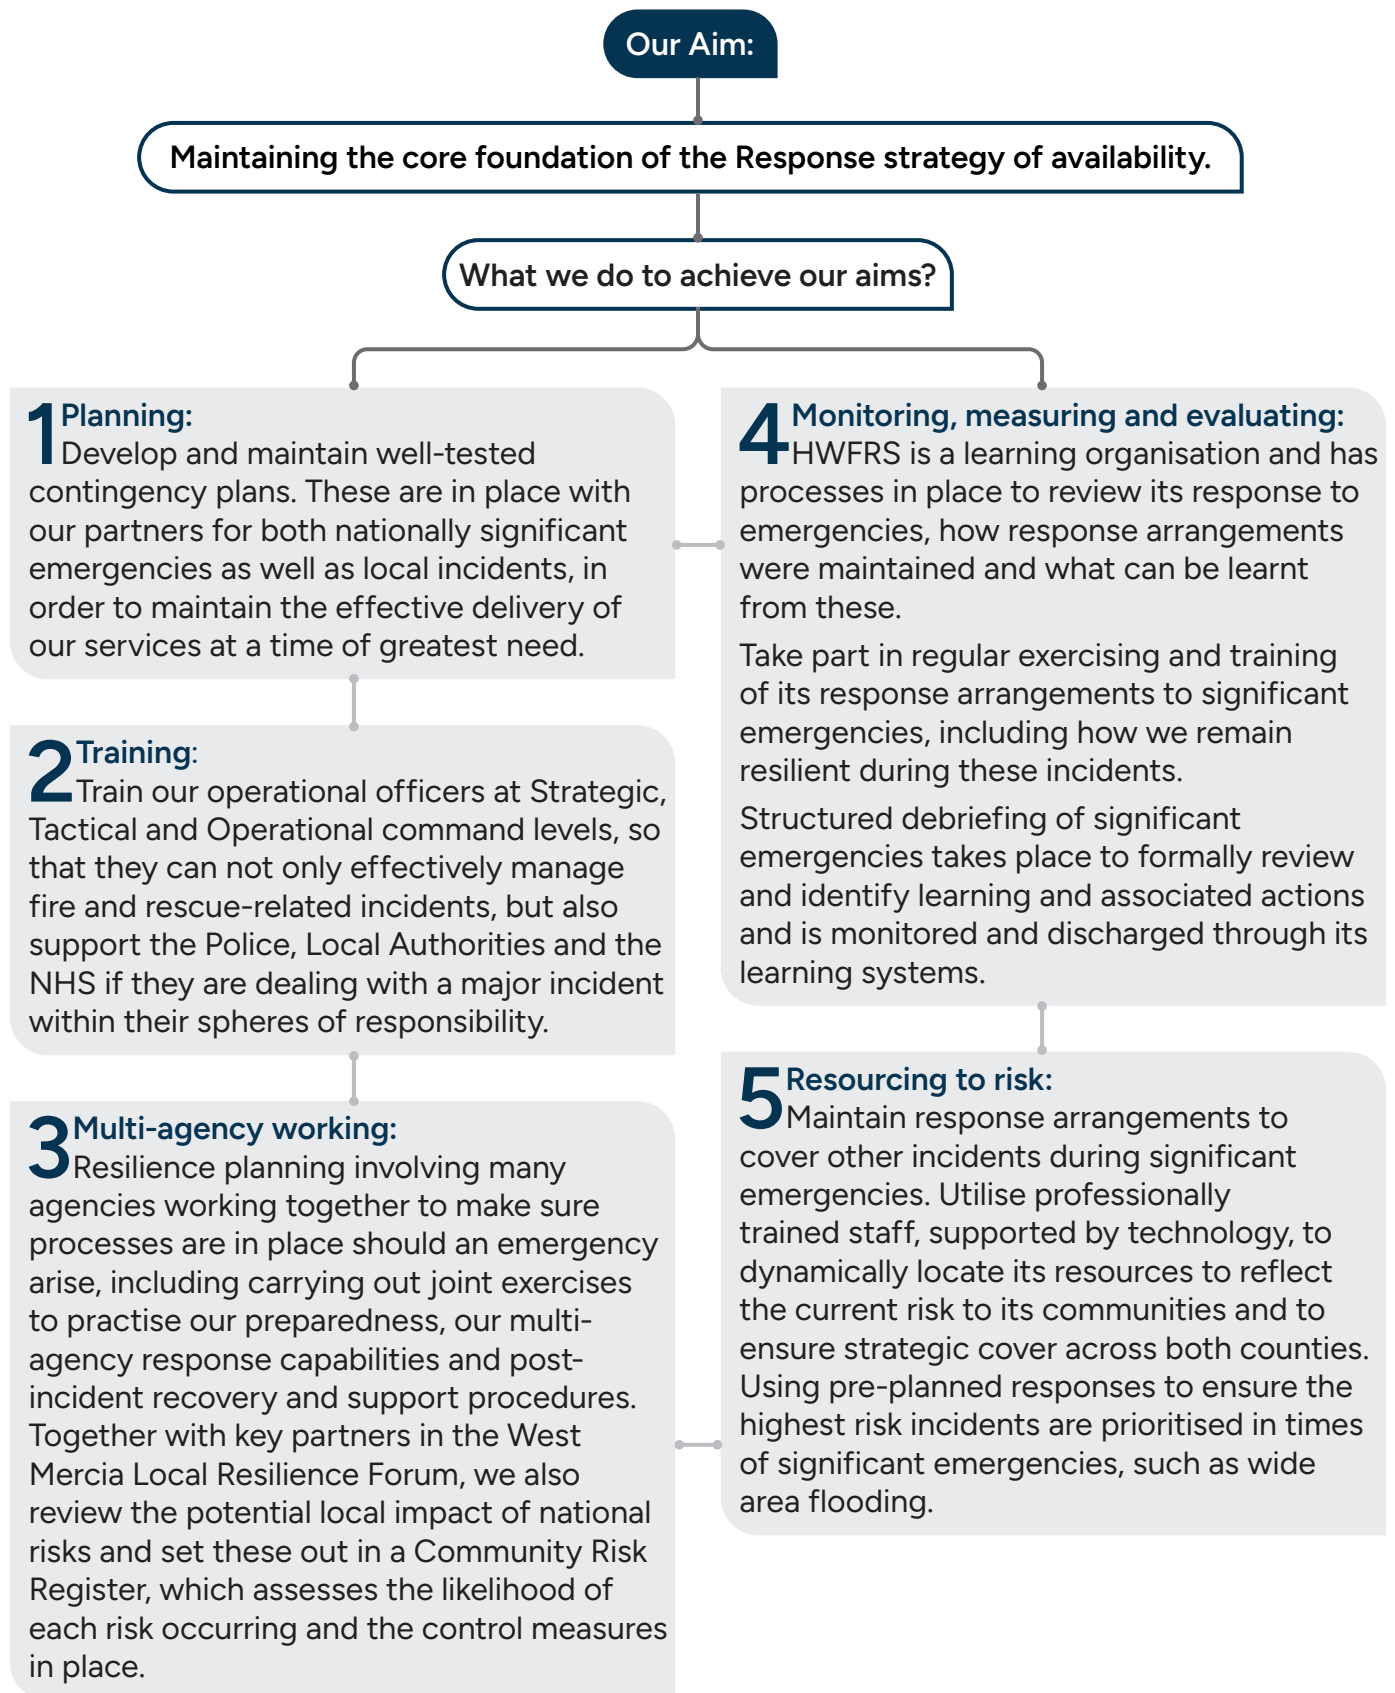 Our Aim:
Maintaining the core foundation of the Response strategy of availability.
What we do to achieve our aims?
1 Planning:
Develop and maintain well-tested
contingency plans. These are in place with
our partners for both nationally significant
emergencies as well as local incidents, in
order to maintain the effective delivery of
our services at a time of greatest need.
2 Training:
Train our operational officers at Strategic,
Tactical and Operational command levels, so
that they can not only effectively manage
fire and rescue-related incidents, but also
support the Police, Local Authorities and the
NHS if they are dealing with a major incident
within their spheres of responsibility.
3 Multi-agency working:
Resilience planning involving many
agencies working together to make sure
processes are in place should an emergency
arise, including carrying out joint exercises
to practise our preparedness, our multi-
agency response capabilities and post-
incident recovery and support procedures.
Together with key partners in the West
Mercia Local Resilience Forum, we also
review the potential local impact of national
risks and set these out in a Community Risk
Register, which assesses the likelihood of
each risk occurring and the control measures
in place.
4 Monitoring, measuring and evaluating:
HWFRS is a learning organisation and has
processes in place to review its response to
emergencies, how response arrangements
were maintained and what can be learnt
from these.
Take part in regular exercising and training
of its response arrangements to significant
emergencies, including how we remain
resilient during these incidents.
Structured debriefing of significant
emergencies takes place to formally review
and identify learning and associated actions
and is monitored and discharged through its
learning systems.
5 Resourcing to risk:
Maintain response arrangements to
cover other incidents during significant
emergencies. Utilise professionally
trained staff, supported by technology, to
dynamically locate its resources to reflect
the current risk to its communities and to
ensure strategic cover across both counties.
Using pre-planned responses to ensure the
highest risk incidents are prioritised in times
of significant emergencies, such as wide
area flooding.